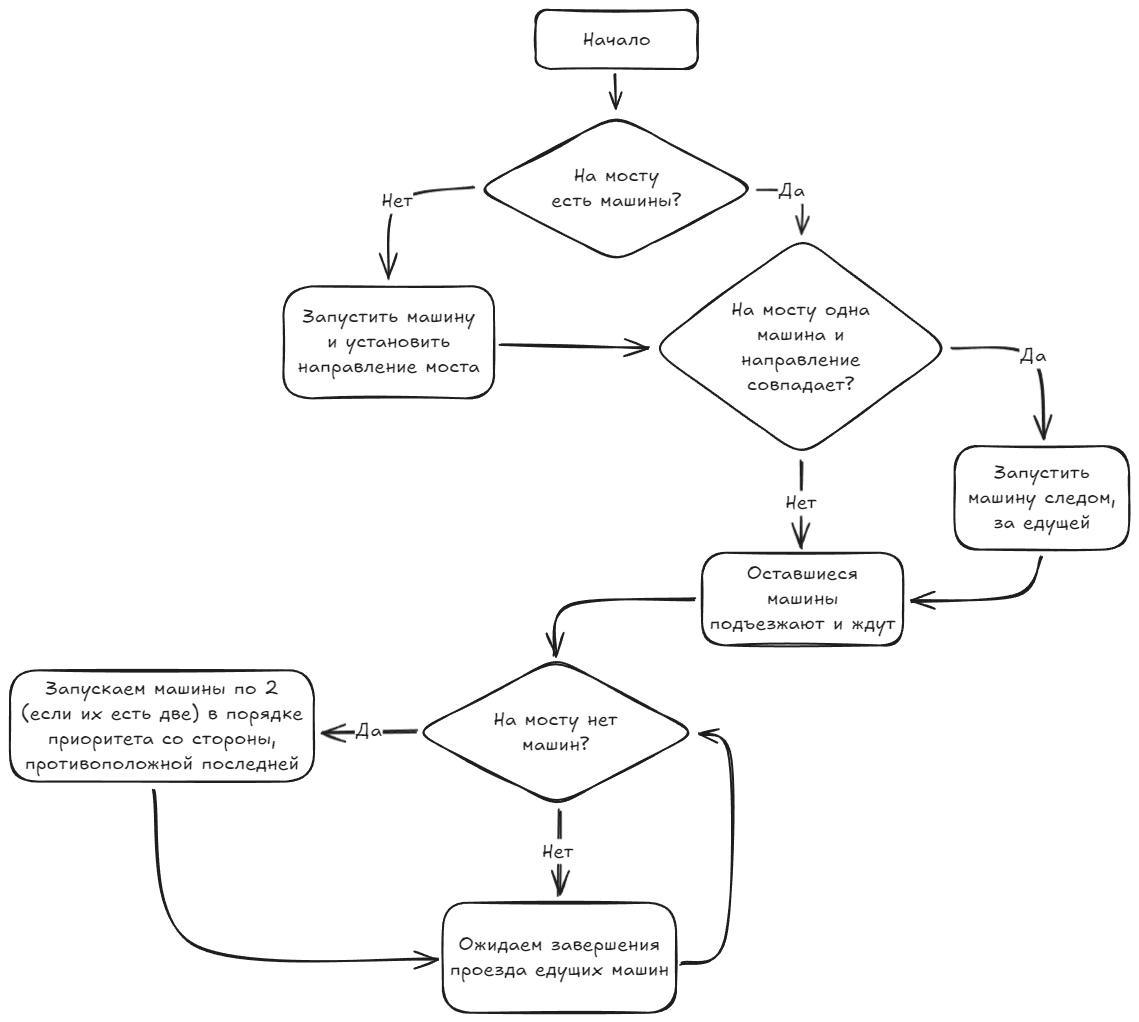 Начало
На мосту
есть машины?
Нет
Да
Запустить машину
и установить
направление моста
На мосту одна
машина и
направление
совпадает?
Да
Запустить
машину следом,
за едущей
Нет
Оставшиеся
машины
подъезжают и ждут
На мосту нет
машин?
Да
Запускаем машины по 2
(если их есть две) в порядке
приоритета со стороны,
противоположной последней
Нет
Ожидаем завершения
проезда едущих машин